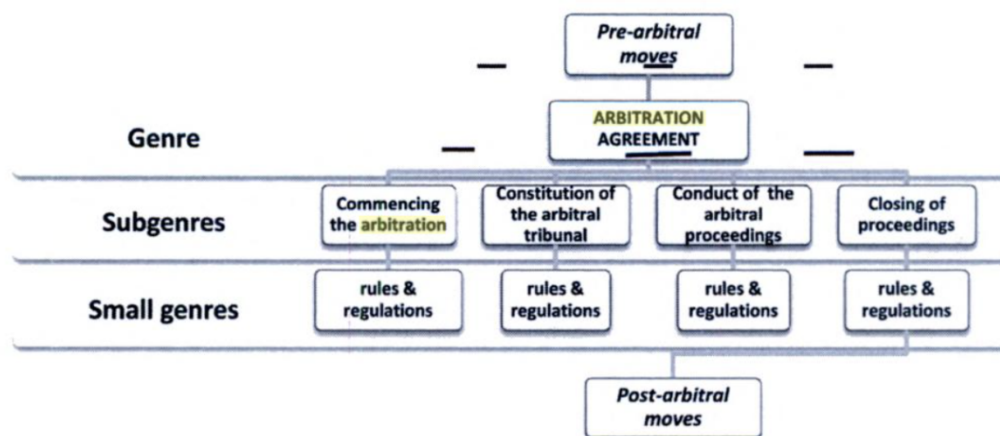 Pre-arbitral
moves
ARBITRATION
AGREEMENT
Genre
Subgenres
Commencing
the arbitration
Constitution of
the arbitral
tribunal
Conduct of the
arbitral
proceedings
Closing of
proceedings
Small genres
rules &
regulations
rules &
regulations
rules &
regulations
rules &
regulations
Post-arbitral
moves